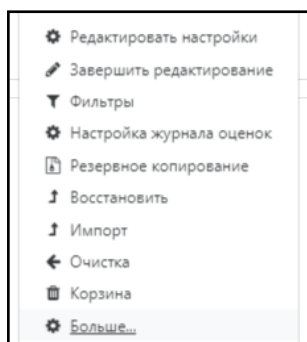 Редактировать настройки
Завершить редактирование
Фильтры
Настройка журнала оценок
Резервное копирование
Восстановить
Импорт
Очистка
Корзина
Больше...